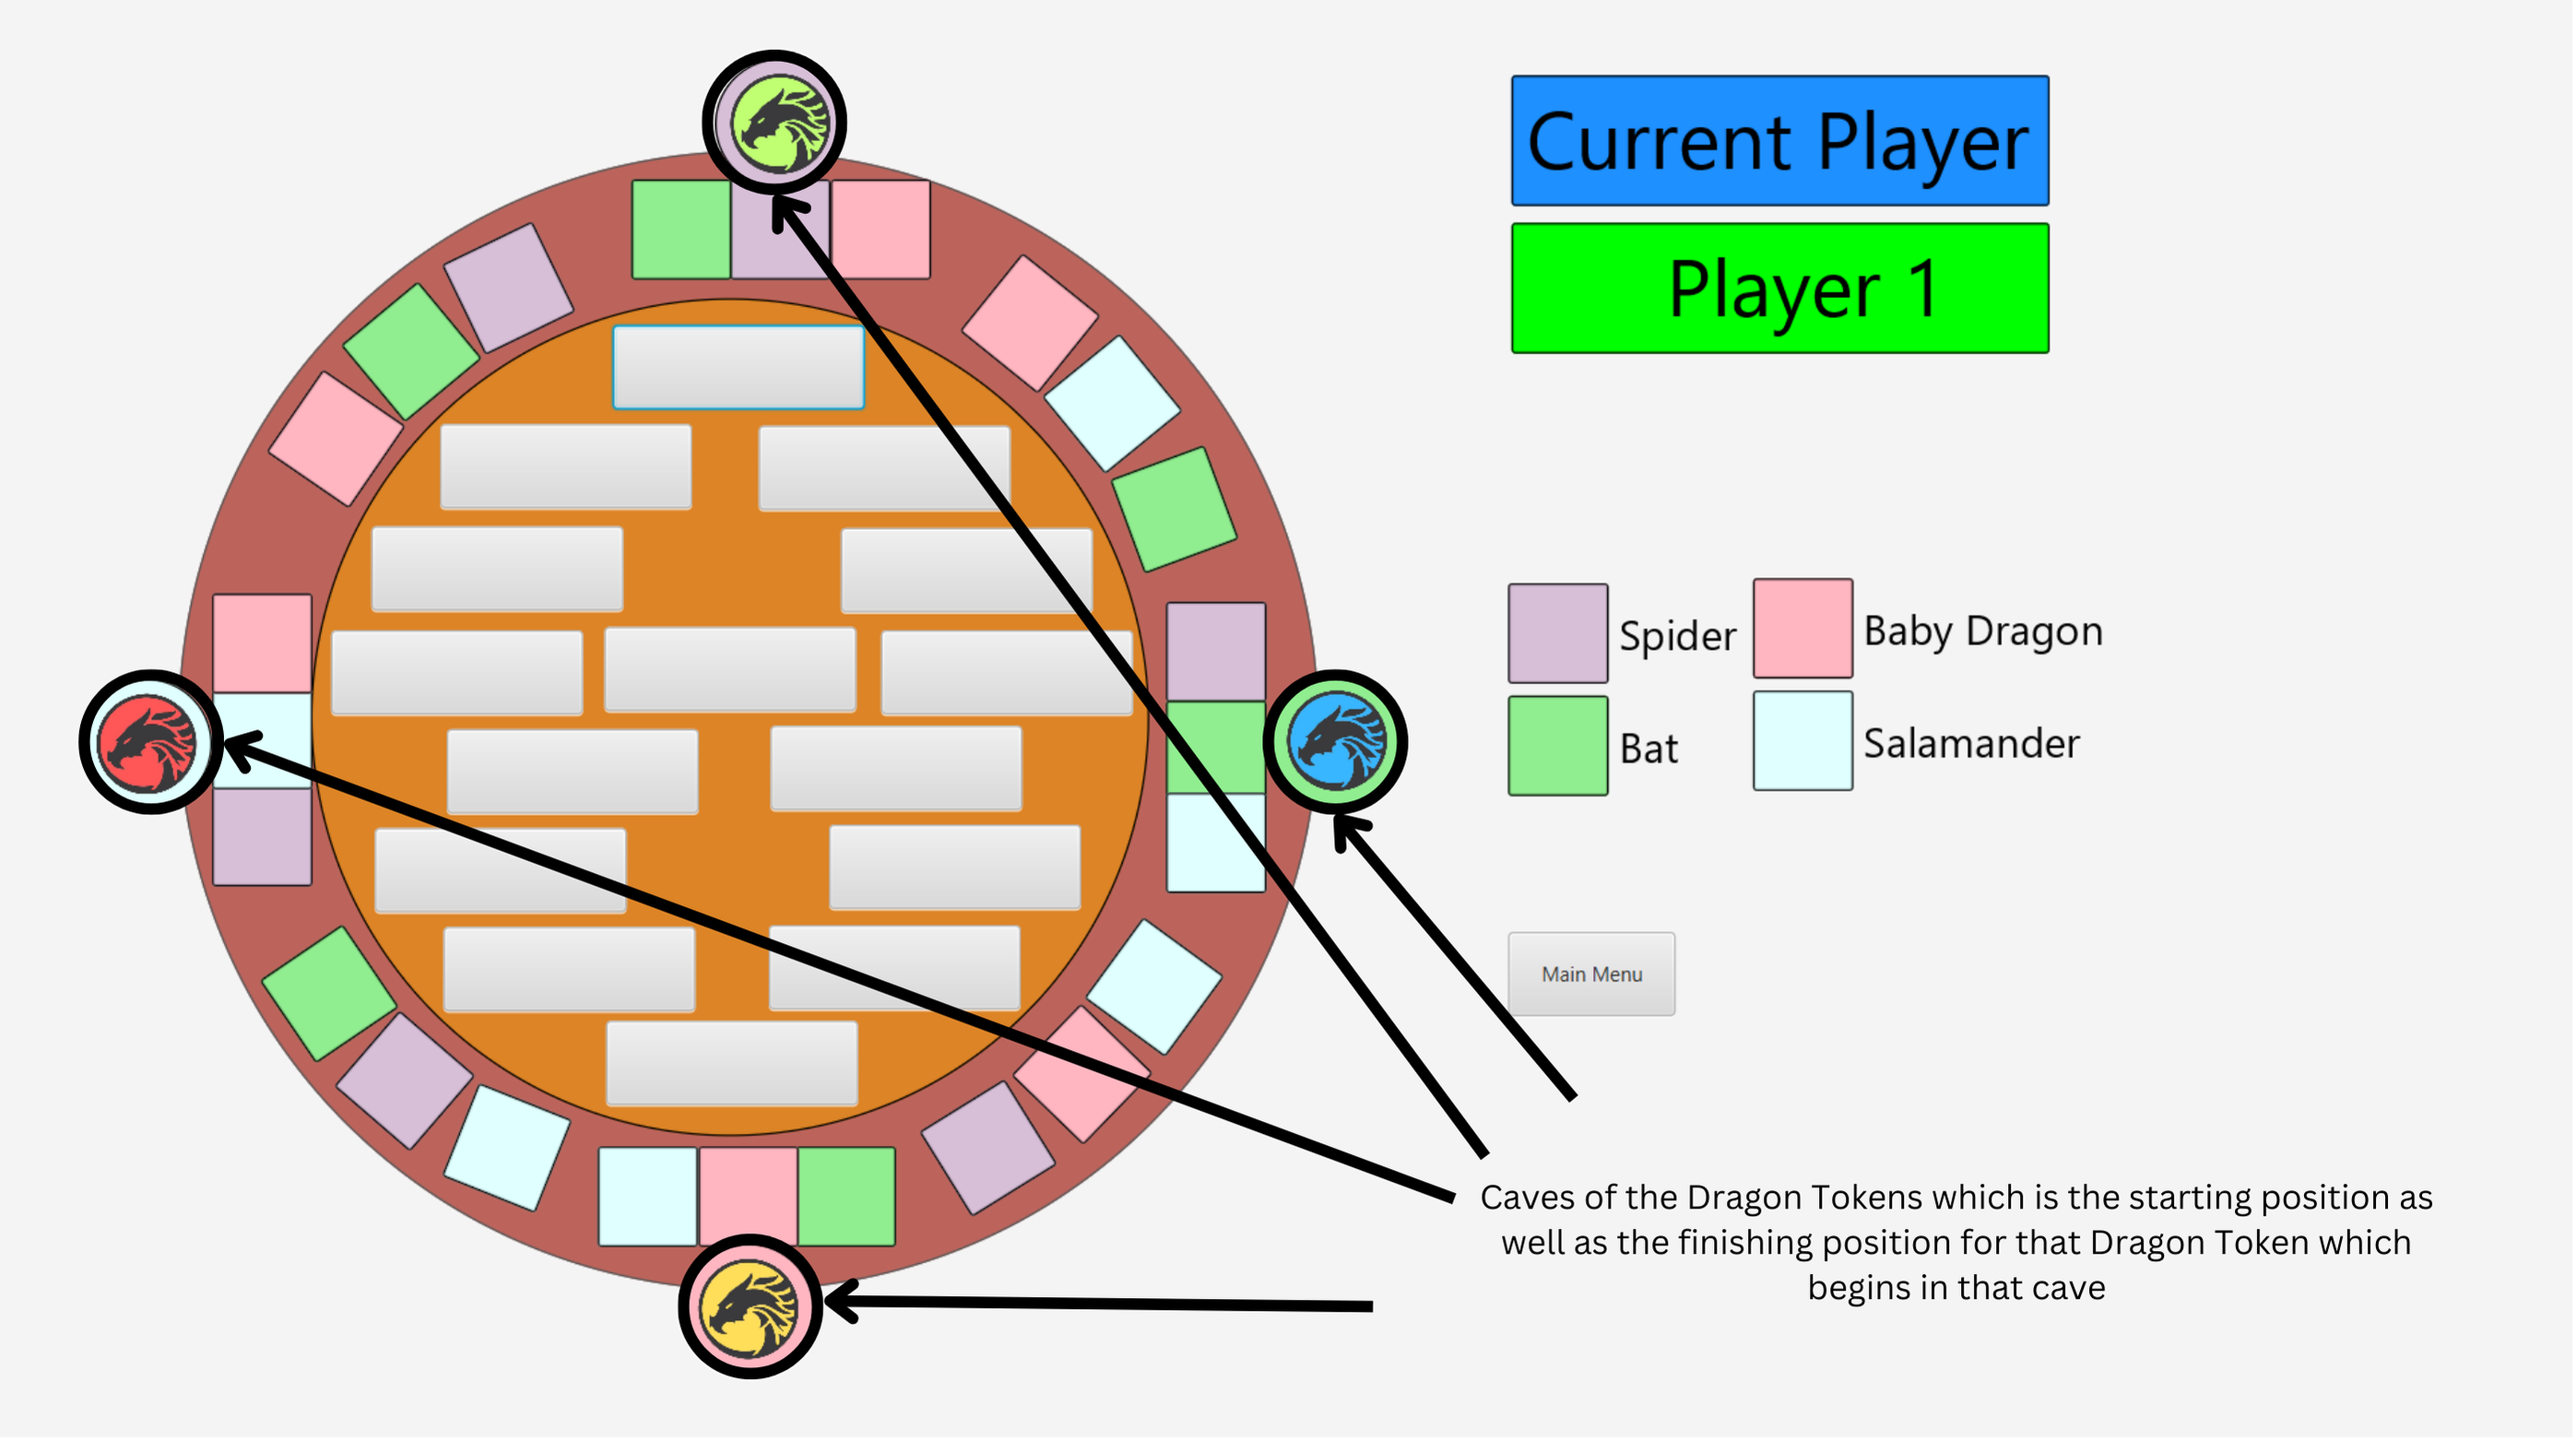 Current Player
Player 1
Spider
Baby Dragon
Bat
Salamander
Main Menu
Caves of the Dragon Tokens which is the starting position as
well as the finishing position for that Dragon Token which
begins in that cave